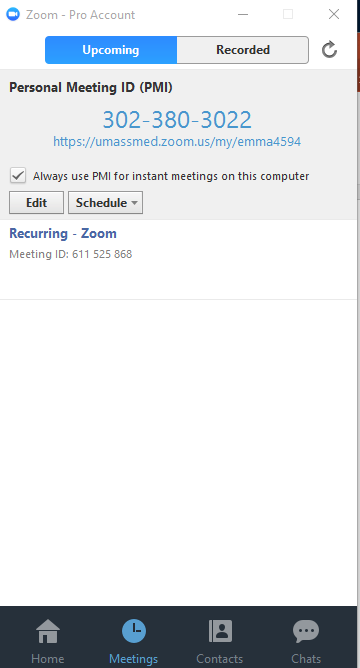 Zoom - Pro Account
Upcoming Recorded
Personal Meeting ID (PMI)
302-380-3022
https://umassmed.zoom.us/my/emma4594
Always use PMI for instant meetings on this computer
Edit Schedule
Recurring - Zoom
Meeting ID: 611 525 868
Home Meetings Contacts Chats